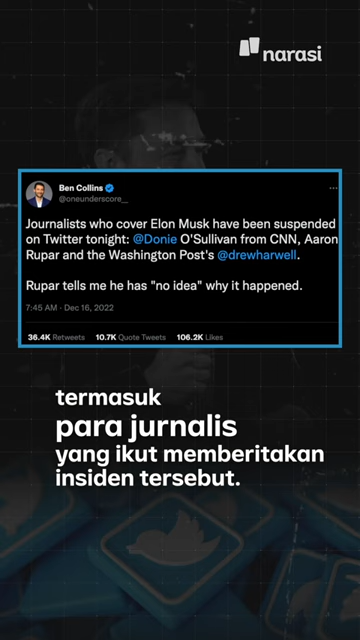 narasi
Ben Collins
@oneunderscore__
Journalists who cover Elon Musk have been suspended
on Twitter tonight: @Donie O'Sullivan from CNN, Aaron
Rupar and the Washington Post's @drewharwell.
Rupar tells me he has "no idea" why it happened.
7:45 AM · Dec 16, 2022
36.4K Retweets 10.7K Quote Tweets 106.2K Likes
termasuk
para jurnalis
yang ikut memberitakan
insiden tersebut.